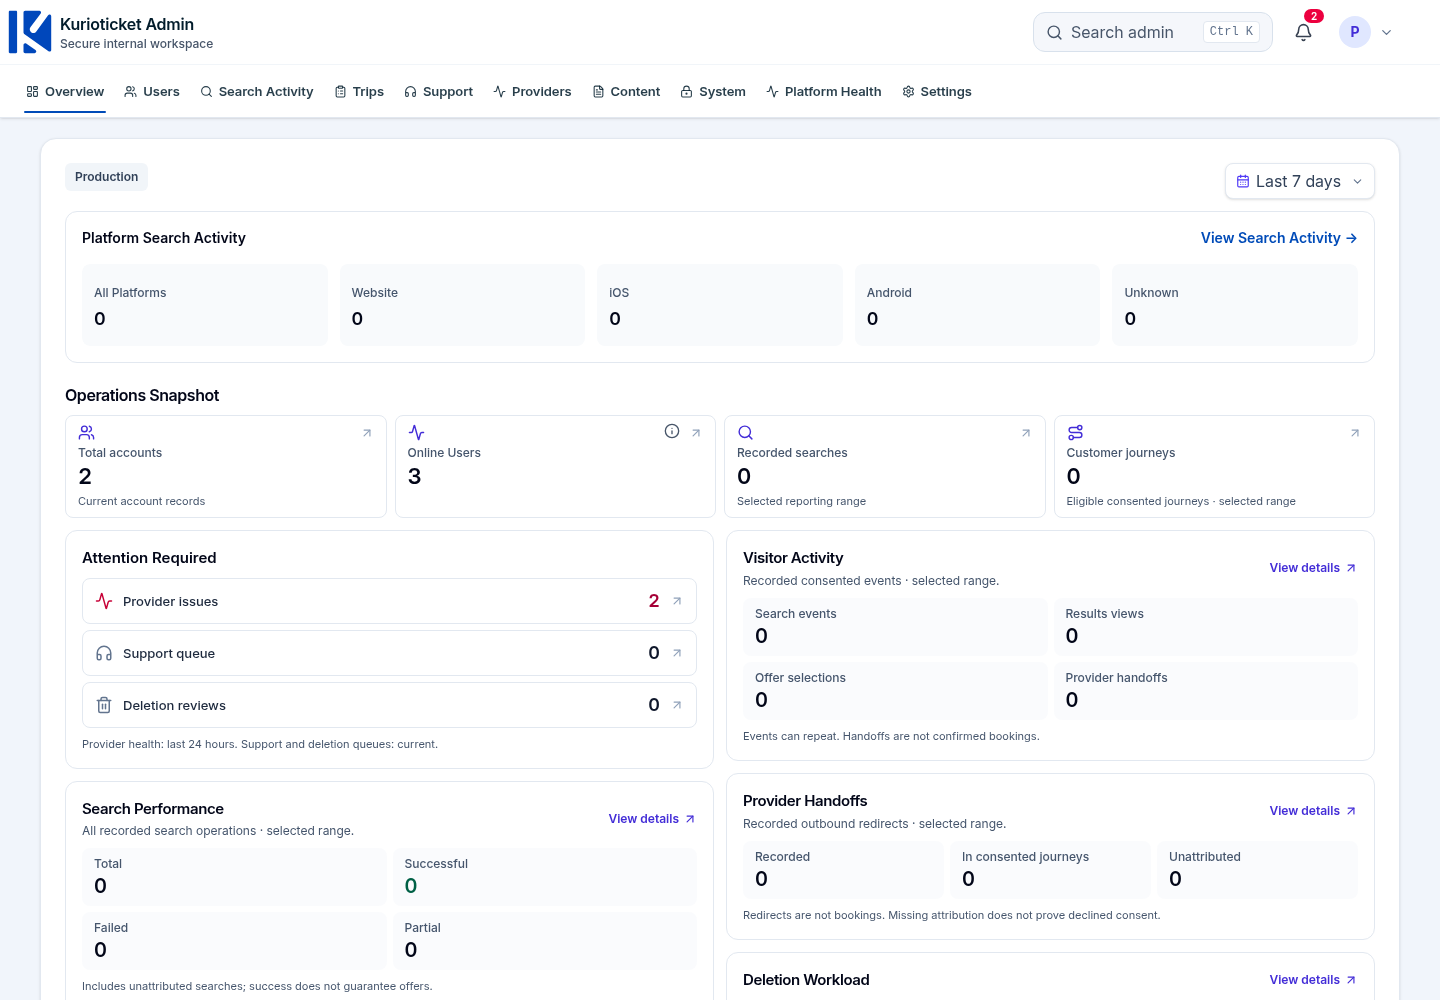 Kurioticket Admin
Secure internal workspace
Search admin
Ctrl K
2
P
Overview
Users
Search Activity
Trips
Support
Providers
Content
System
Platform Health
Settings
Production
Last 7 days
Platform Search Activity
View Search Activity →
All Platforms
0
Website
0
iOS
0
Android
0
Unknown
0
Operations Snapshot
Total accounts
2
Current account records
Online Users
3
Recorded searches
0
Selected reporting range
Customer journeys
0
Eligible consented journeys · selected range
Attention Required
Provider issues
2
Support queue
0
Deletion reviews
0
Provider health: last 24 hours. Support and deletion queues: current.
Visitor Activity
Recorded consented events · selected range.
View details
Search events
0
Results views
0
Offer selections
0
Provider handoffs
0
Events can repeat. Handoffs are not confirmed bookings.
Search Performance
All recorded search operations · selected range.
View details
Total
0
Successful
0
Failed
0
Partial
0
Includes unattributed searches; success does not guarantee offers.
Provider Handoffs
Recorded outbound redirects · selected range.
View details
Recorded
0
In consented journeys
0
Unattributed
0
Redirects are not bookings. Missing attribution does not prove declined consent.
Deletion Workload
View details